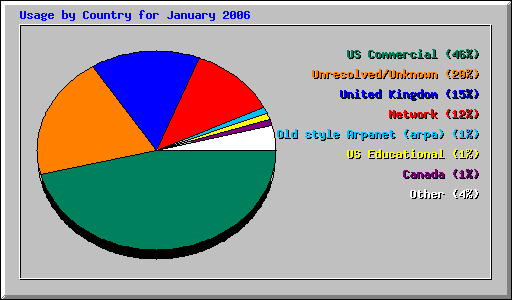 Usage by Country for January 2006
US Commercial (46%)
Unresolved/Unknown (20%)
United Kingdom (15%)
Network (12%)
Old style Arpanet (arpa) (1%)
US Educational (1%)
Canada (1%)
Other (4%)